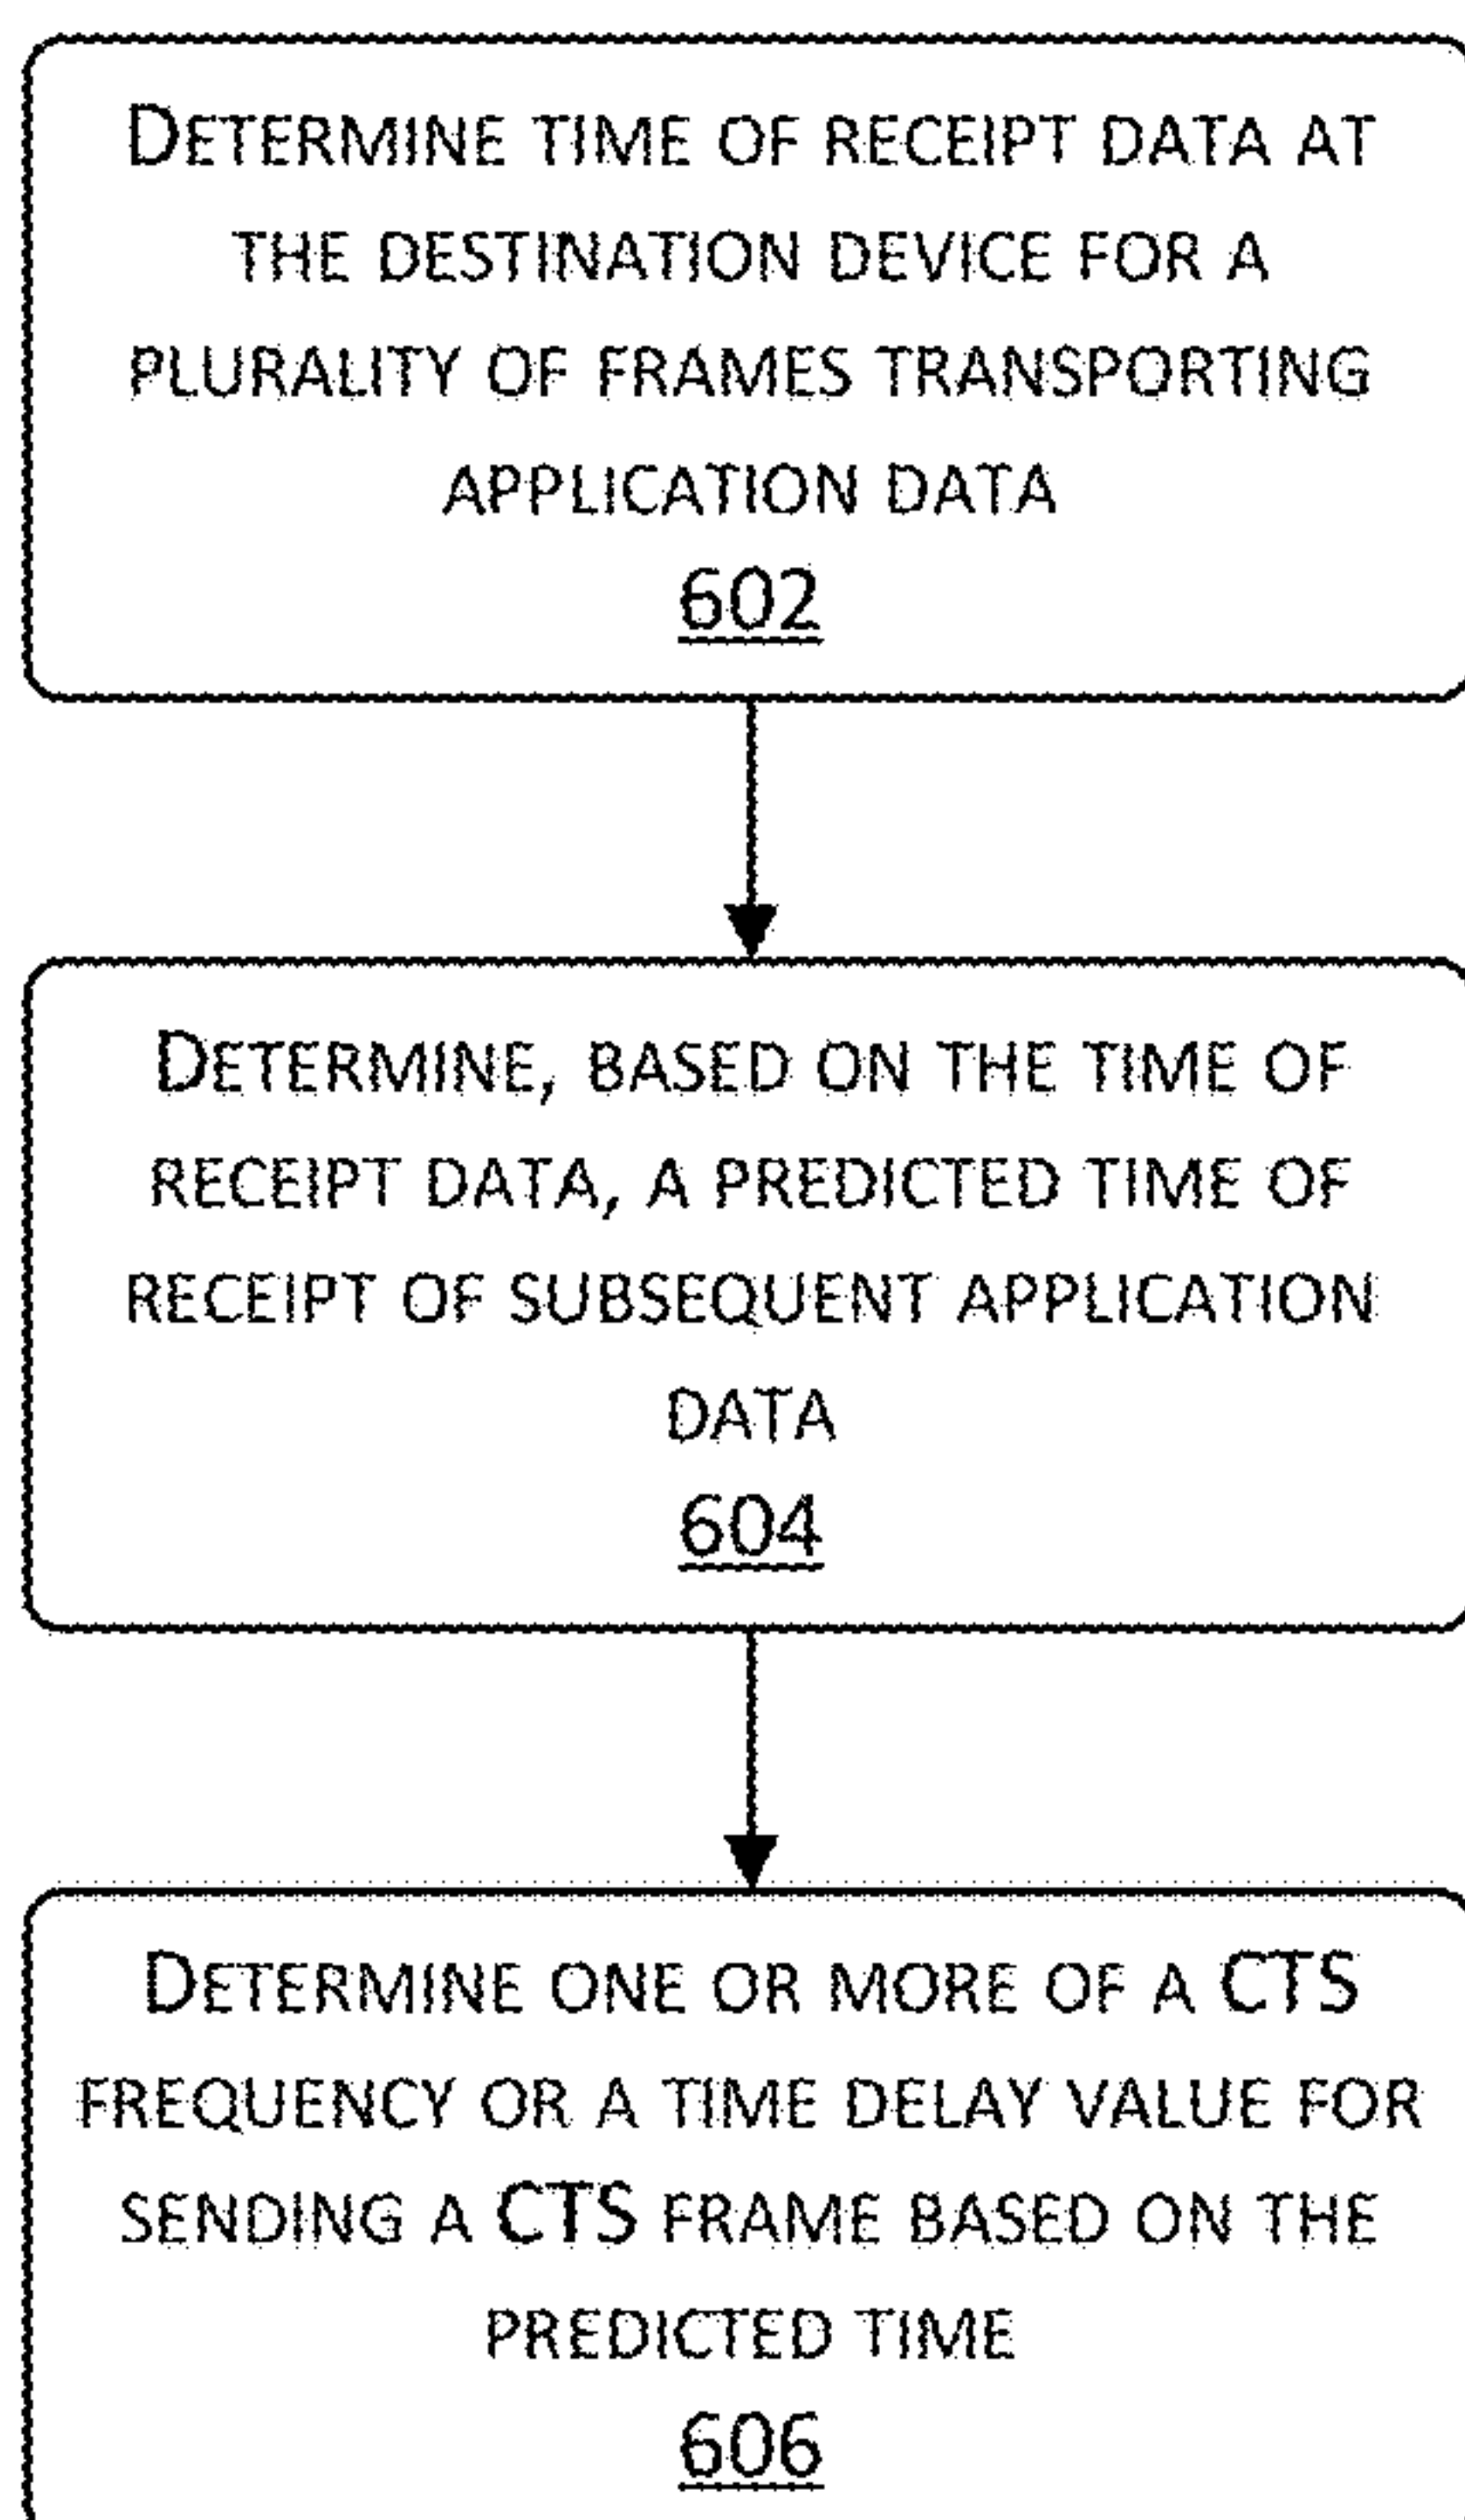 DETERMINE TIME OF RECEIPT DATA AT
THE DESTINATION DEVICE FOR A
PLURALITY OF FRAMES TRANSPORTING
APPLICATION DATA
602
DETERMINE, BASED ON THE TIME OF
RECEIPT DATA, A PREDICTED TIME OF
RECEIPT OF SUBSEQUENT APPLICATION
DATA
604
DETERMINE ONE OR MORE OF A CTS
FREQUENCY OR A TIME DELAY VALUE FOR
SENDING A CTS FRAME BASED ON THE
PREDICTED TIME
606